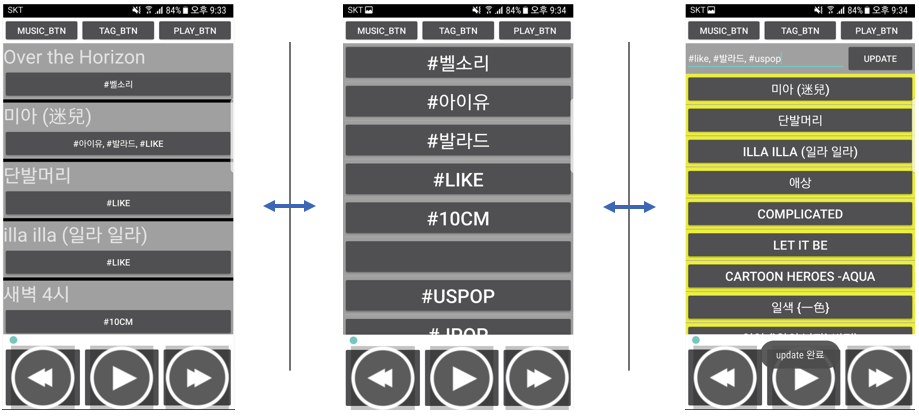 SKT 84% 오후 9:33
MUSIC_BTN TAG_BTN PLAY_BTN
Over the Horizon
#벨소리
미아 (迷兒)
#아이유, #발라드, #LIKE
단발머리
#LIKE
illa illa (일라 일라)
#LIKE
새벽 4시
#10CM
SKT 84% 오후 9:34
MUSIC_BTN TAG_BTN PLAY_BTN
#벨소리
#아이유
#발라드
#LIKE
#10CM
#USPOP
#JPOP
SKT 84% 오후 9:34
MUSIC_BTN TAG_BTN PLAY_BTN
#like, #발라드, #uspop UPDATE
미아 (迷兒)
단발머리
ILLA ILLA (일라 일라)
애상
COMPLICATED
LET IT BE
CARTOON HEROES -AQUA
일색 {一色}
update 완료